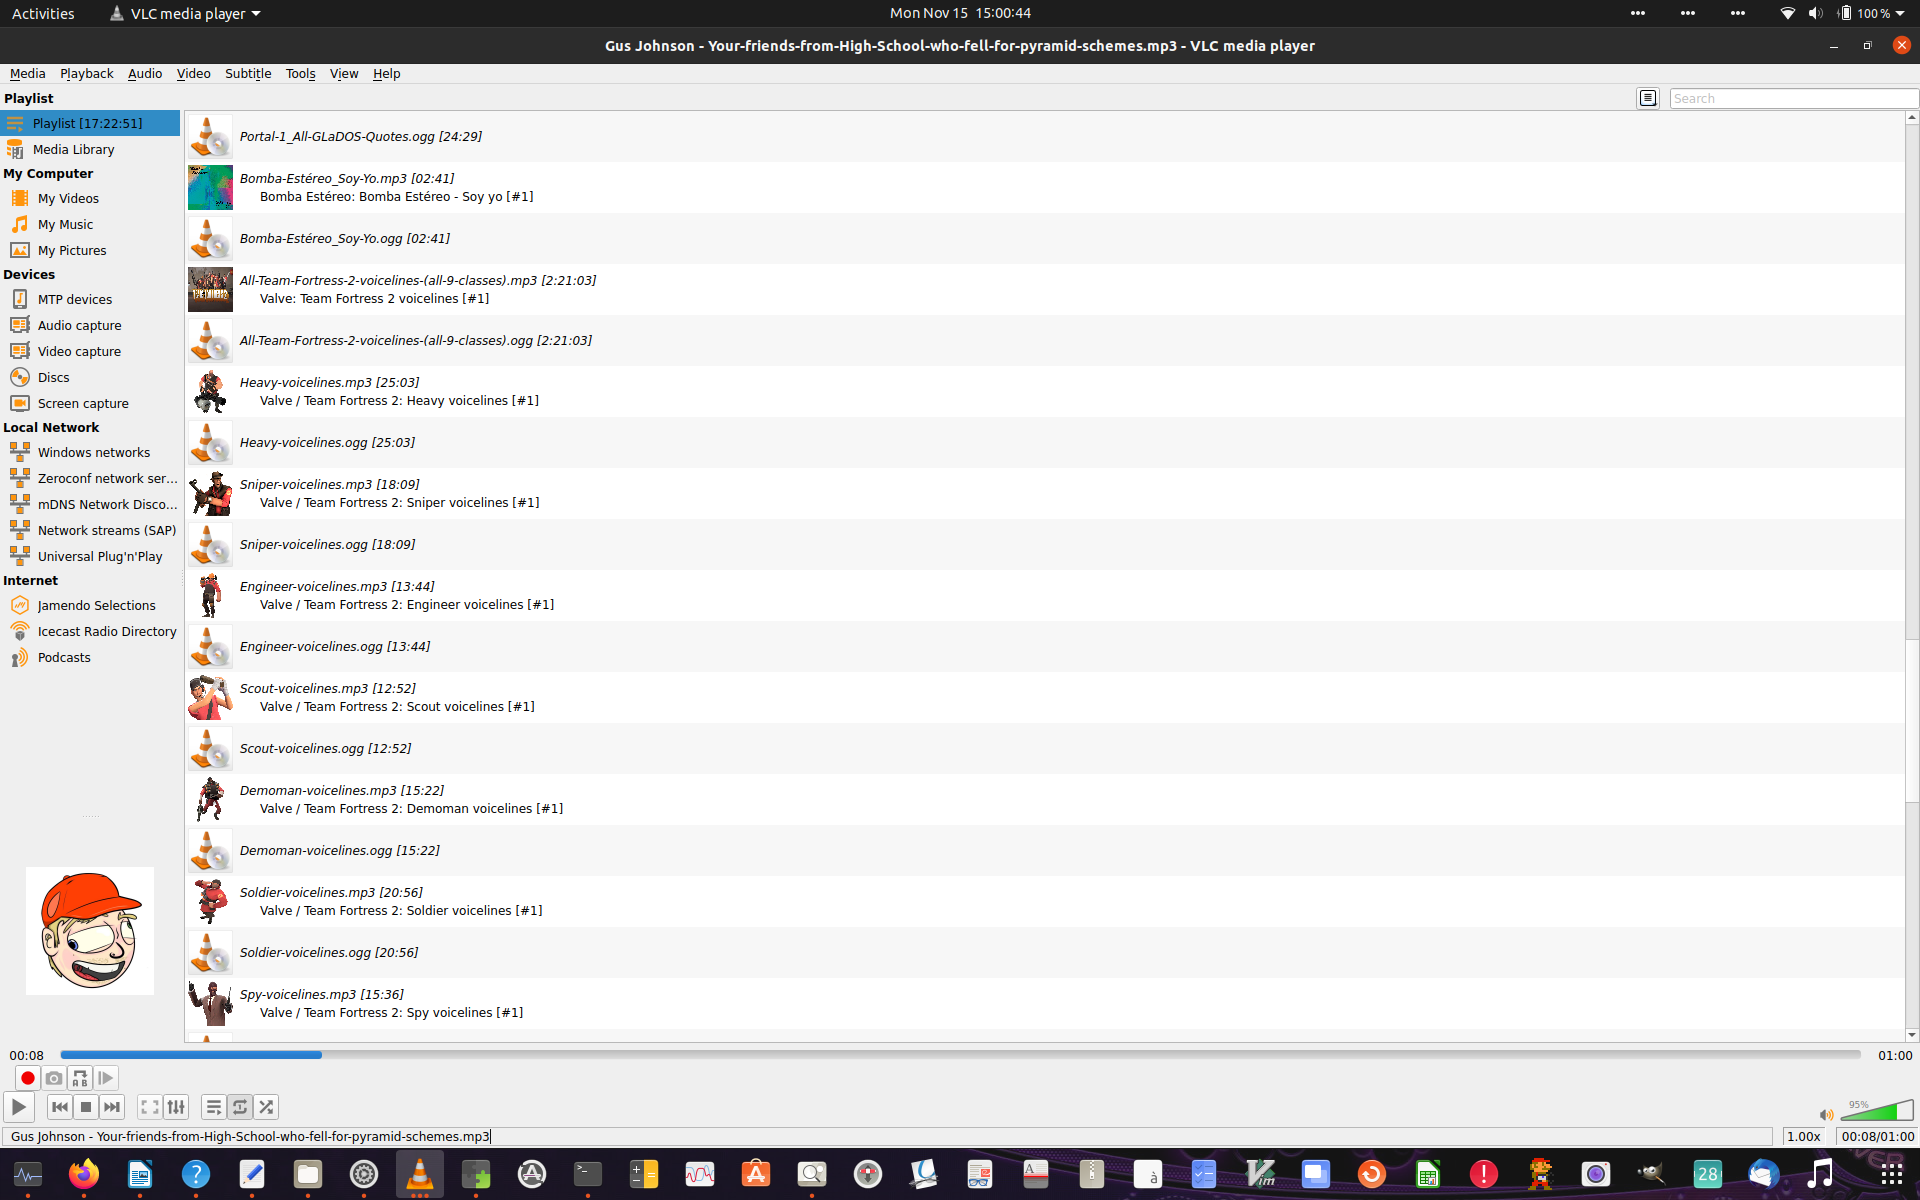 Activities VLC media player Mon Nov 15 15:00:44 100 %
Gus Johnson - Your-friends-from-High-School-who-fell-for-pyramid-schemes.mp3 - VLC media player
Media Playback Audio Video Subtitle Tools View Help
Playlist
Search
Playlist [17:22:51]
Media Library
My Computer
My Videos
My Music
My Pictures
Devices
MTP devices
Audio capture
Video capture
Discs
Screen capture
Local Network
Windows networks
Zeroconf network ser...
mDNS Network Disco...
Network streams (SAP)
Universal Plug'n'Play
Internet
Jamendo Selections
Icecast Radio Directory
Podcasts
Portal-1_All-GLaDOS-Quotes.ogg [24:29]
Bomba-Estéreo_Soy-Yo.mp3 [02:41]
Bomba Estéreo: Bomba Estéreo - Soy yo [#1]
Bomba-Estéreo_Soy-Yo.ogg [02:41]
All-Team-Fortress-2-voicelines-(all-9-classes).mp3 [2:21:03]
Valve: Team Fortress 2 voicelines [#1]
All-Team-Fortress-2-voicelines-(all-9-classes).ogg [2:21:03]
Heavy-voicelines.mp3 [25:03]
Valve / Team Fortress 2: Heavy voicelines [#1]
Heavy-voicelines.ogg [25:03]
Sniper-voicelines.mp3 [18:09]
Valve / Team Fortress 2: Sniper voicelines [#1]
Sniper-voicelines.ogg [18:09]
Engineer-voicelines.mp3 [13:44]
Valve / Team Fortress 2: Engineer voicelines [#1]
Engineer-voicelines.ogg [13:44]
Scout-voicelines.mp3 [12:52]
Valve / Team Fortress 2: Scout voicelines [#1]
Scout-voicelines.ogg [12:52]
Demoman-voicelines.mp3 [15:22]
Valve / Team Fortress 2: Demoman voicelines [#1]
Demoman-voicelines.ogg [15:22]
Soldier-voicelines.mp3 [20:56]
Valve / Team Fortress 2: Soldier voicelines [#1]
Soldier-voicelines.ogg [20:56]
Spy-voicelines.mp3 [15:36]
Valve / Team Fortress 2: Spy voicelines [#1]
00:08 01:00
A B
95%
Gus Johnson - Your-friends-from-High-School-who-fell-for-pyramid-schemes.mp3 1.00x 00:08/01:00
? >_ A à Vim 28